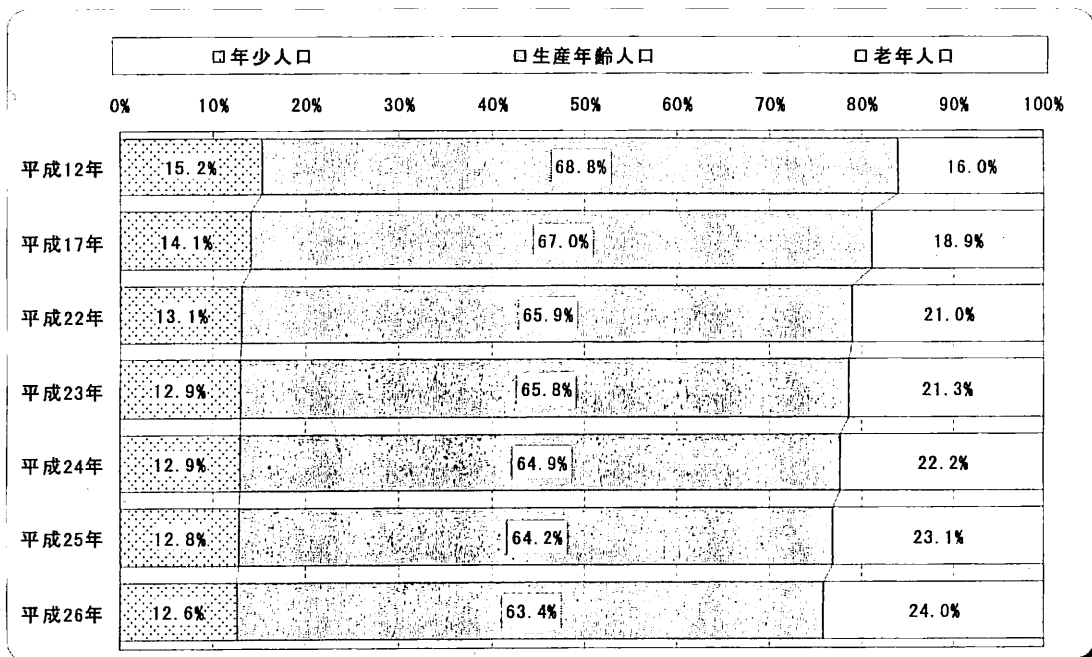 年少人口 生産年齢人口 老年人口
0% 10% 20% 30% 40% 50% 60% 70% 80% 90% 100%
平成12年 15.2% 68.8% 16.0%
平成17年 14.1% 67.0% 18.9%
平成22年 13.1% 65.9% 21.0%
平成23年 12.9% 65.8% 21.3%
平成24年 12.9% 64.9% 22.2%
平成25年 12.8% 64.2% 23.1%
平成26年 12.6% 63.4% 24.0%